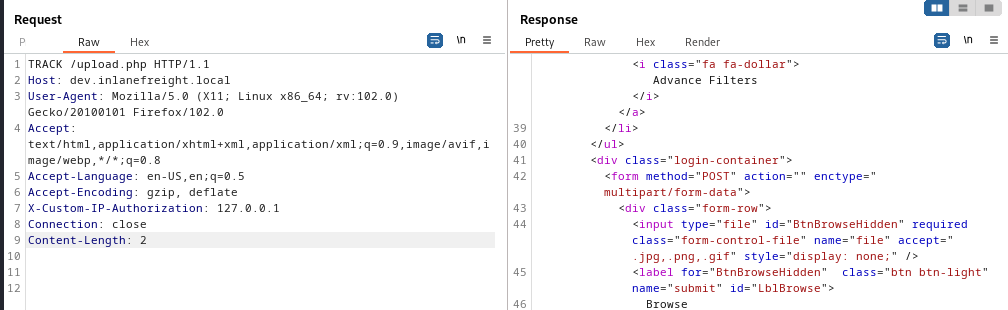 Request
P Raw Hex \n
1 TRACK /upload.php HTTP/1.1
2 Host: dev.inlanefreight.local
3 User-Agent: Mozilla/5.0 (X11; Linux x86_64; rv:102.0)
Gecko/20100101 Firefox/102.0
4 Accept:
text/html,application/xhtml+xml,application/xml;q=0.9,image/avif,i
mage/webp,*/*;q=0.8
5 Accept-Language: en-US,en;q=0.5
6 Accept-Encoding: gzip, deflate
7 X-Custom-IP-Authorization: 127.0.0.1
8 Connection: close
9 Content-Length: 2
10
11
12
Response
Pretty Raw Hex Render \n
<i class="fa fa-dollar">
Advance Filters
</i>
</a>
39 </li>
40 </ul>
41 <div class="login-container">
42 <form method="POST" action="" enctype="
multipart/form-data">
43 <div class="form-row">
44 <input type="file" id="BtnBrowseHidden" required
class="form-control-file" name="file" accept="
.jpg,.png,.gif" style="display: none;" />
45 <label for="BtnBrowseHidden" class="btn btn-light"
name="submit" id="LblBrowse">
46 Browse